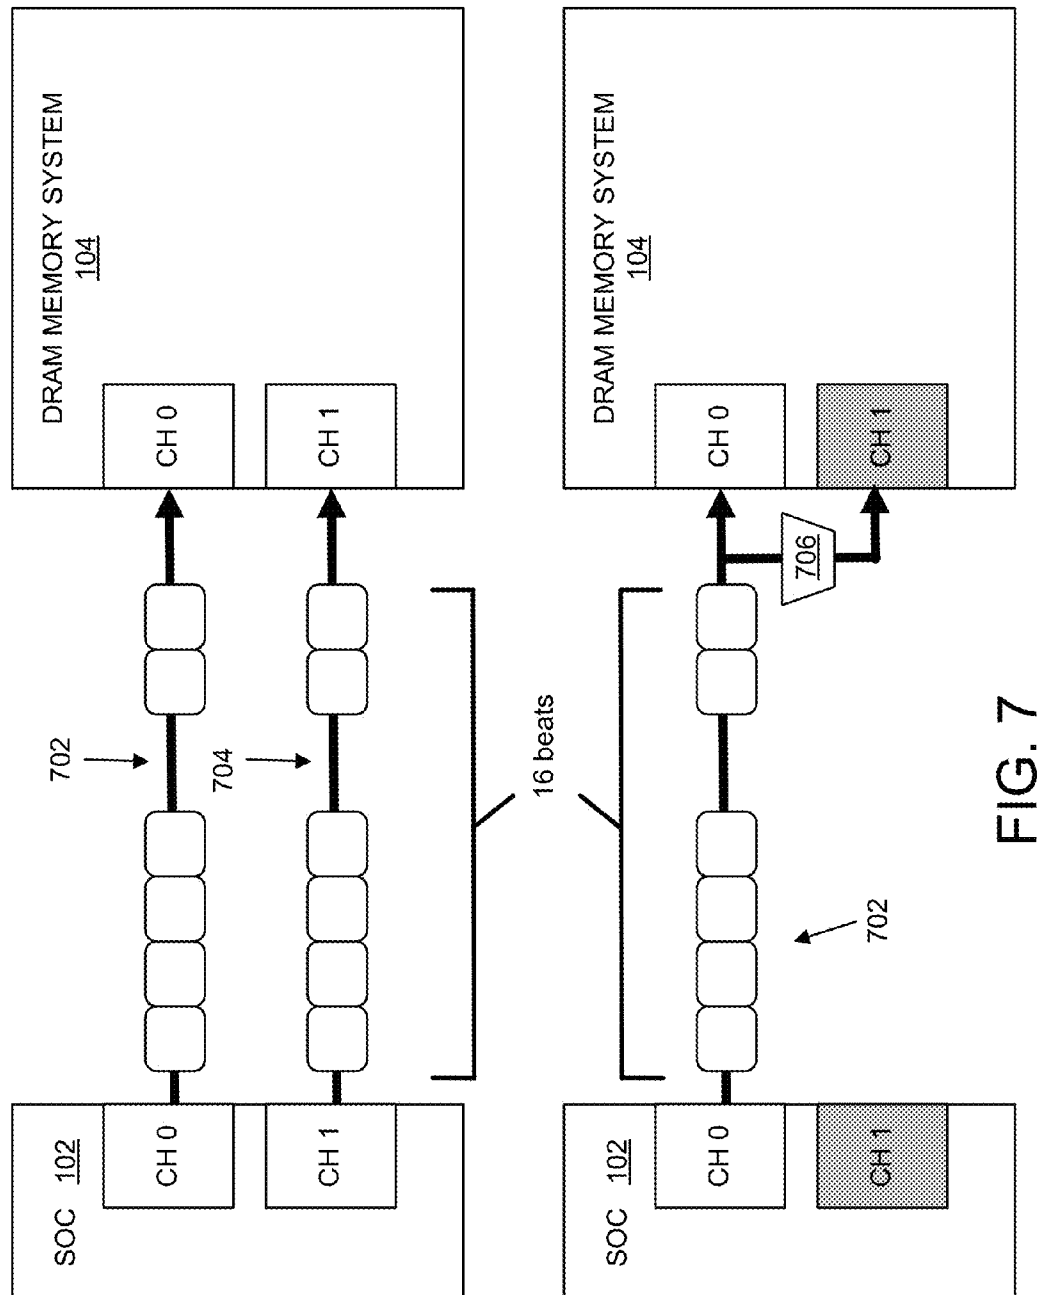 SOC 102
CH 0
CH 1
702
704
DRAM MEMORY SYSTEM
104
CH 0
CH 1
16 beats
SOC 102
CH 0
CH 1
702
706
DRAM MEMORY SYSTEM
104
CH 0
CH 1
FIG. 7